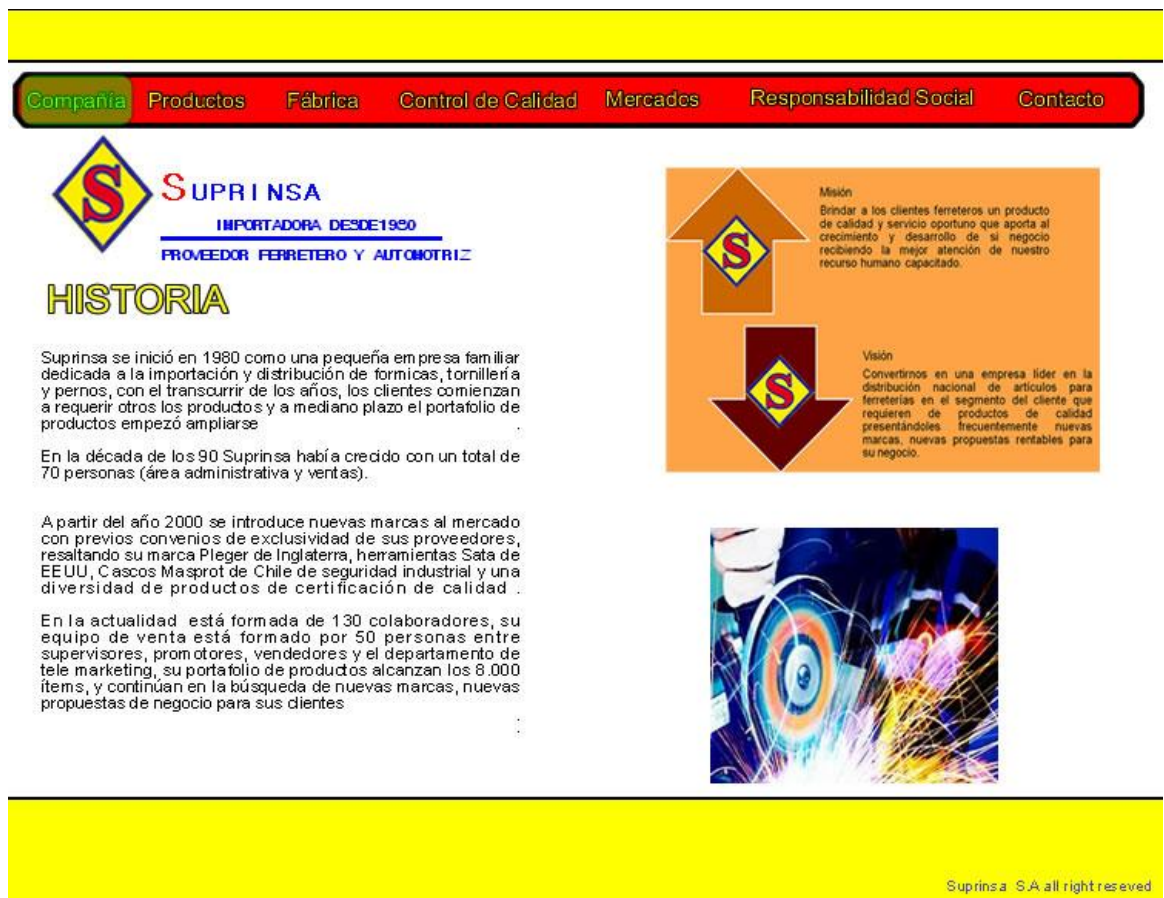 Compañía Productos Fábrica Control de Calidad Mercados Responsabilidad Social Contacto
S
SUPRINSA
IMPORTADORA DESDE1980
PROVEEDOR FERRETERO Y AUTOMOTRIZ
HISTORIA
Suprinsa se inició en 1980 como una pequeña empresa familiar
dedicada a la importación y distribución de formicas, tornillería
y pernos, con el transcurrir de los años, los clientes comienzan
a requerir otros los productos y a mediano plazo el portafolio de
productos empezó ampliarse .
En la década de los 90 Suprinsa había crecido con un total de
70 personas (área administrativa y ventas).
A partir del año 2000 se introduce nuevas marcas al mercado
con previos convenios de exclusividad de sus proveedores,
resaltando su marca Pleger de Inglaterra, herramientas Sata de
EEUU, Cascos Masprot de Chile de seguridad industrial y una
diversidad de productos de certificación de calidad .
En la actualidad está formada de 130 colaboradores, su
equipo de venta está formado por 50 personas entre
supervisores, promotores, vendedores y el departamento de
tele marketing, su portafolio de productos alcanzan los 8.000
ítems, y continúan en la búsqueda de nuevas marcas, nuevas
propuestas de negocio para sus clientes
.
.
S
Misión
Brindar a los clientes ferreteros un producto
de calidad y servicio oportuno que aporta al
crecimiento y desarrollo de si negocio
recibiendo la mejor atención de nuestro
recurso humano capacitado.
S
Visión
Convertirnos en una empresa líder en la
distribución nacional de artículos para
ferreterías en el segmento del cliente que
requieren de productos de calidad
presentándoles frecuentemente nuevas
marcas, nuevas propuestas rentables para
su negocio.
Suprinsa S.A all right reseved